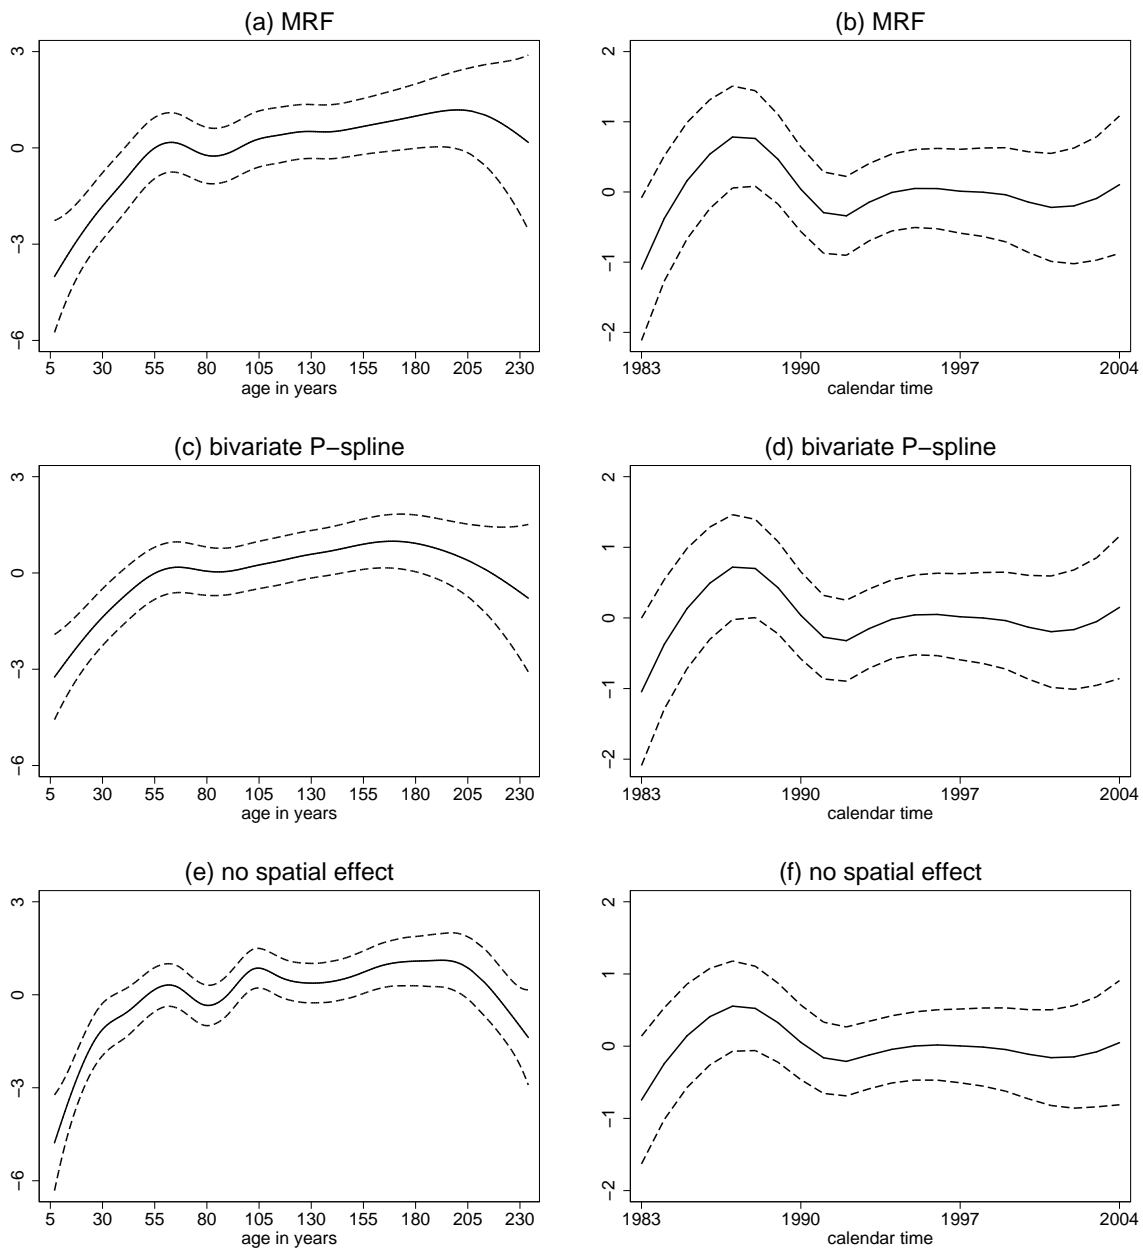 (a) MRF
3
0
−3
−6
5 30 55 80 105 130 155 180 205 230
age in years
(b) MRF
2
1
0
−1
−2
1983 1990 1997 2004
calendar time
(c) bivariate P−spline
3
0
−3
−6
5 30 55 80 105 130 155 180 205 230
age in years
(d) bivariate P−spline
2
1
0
−1
−2
1983 1990 1997 2004
calendar time
(e) no spatial effect
3
0
−3
−6
5 30 55 80 105 130 155 180 205 230
age in years
(f) no spatial effect
2
1
0
−1
−2
1983 1990 1997 2004
calendar time